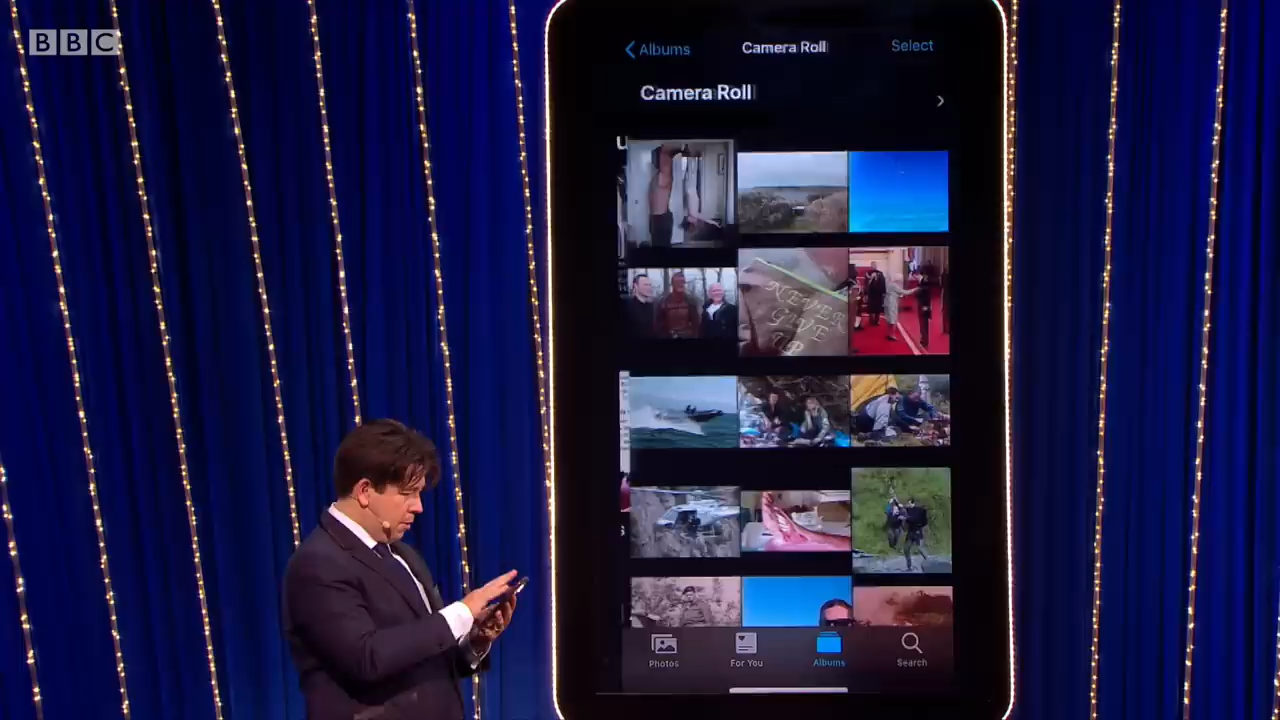 BBC
Albums
Camera Roll
Select
Camera Roll
NEVER
GIVE
UP
Photos
For You
Albums
Search